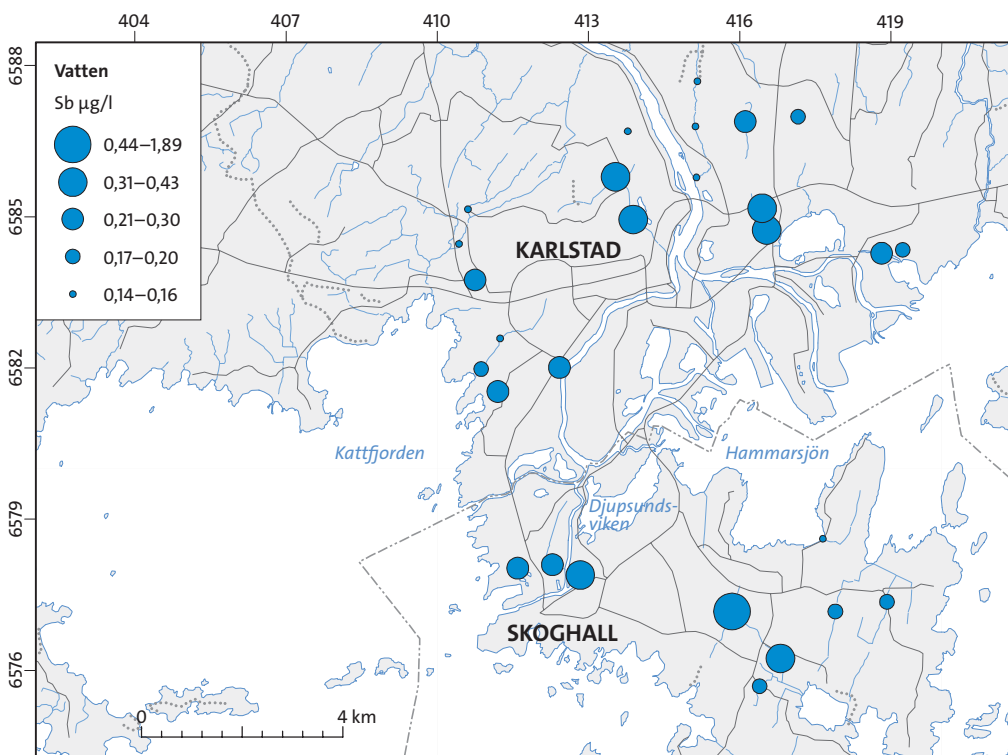 404 407 410 413 416 419
6588
6585
6582
6579
6576
Vatten
Sb µg/l
0,44–1,89
0,31–0,43
0,21–0,30
0,17–0,20
0,14–0,16
KARLSTAD
Kattfjorden
Hammarsjön
Djupsunds-
viken
SKOGHALL
0 4 km